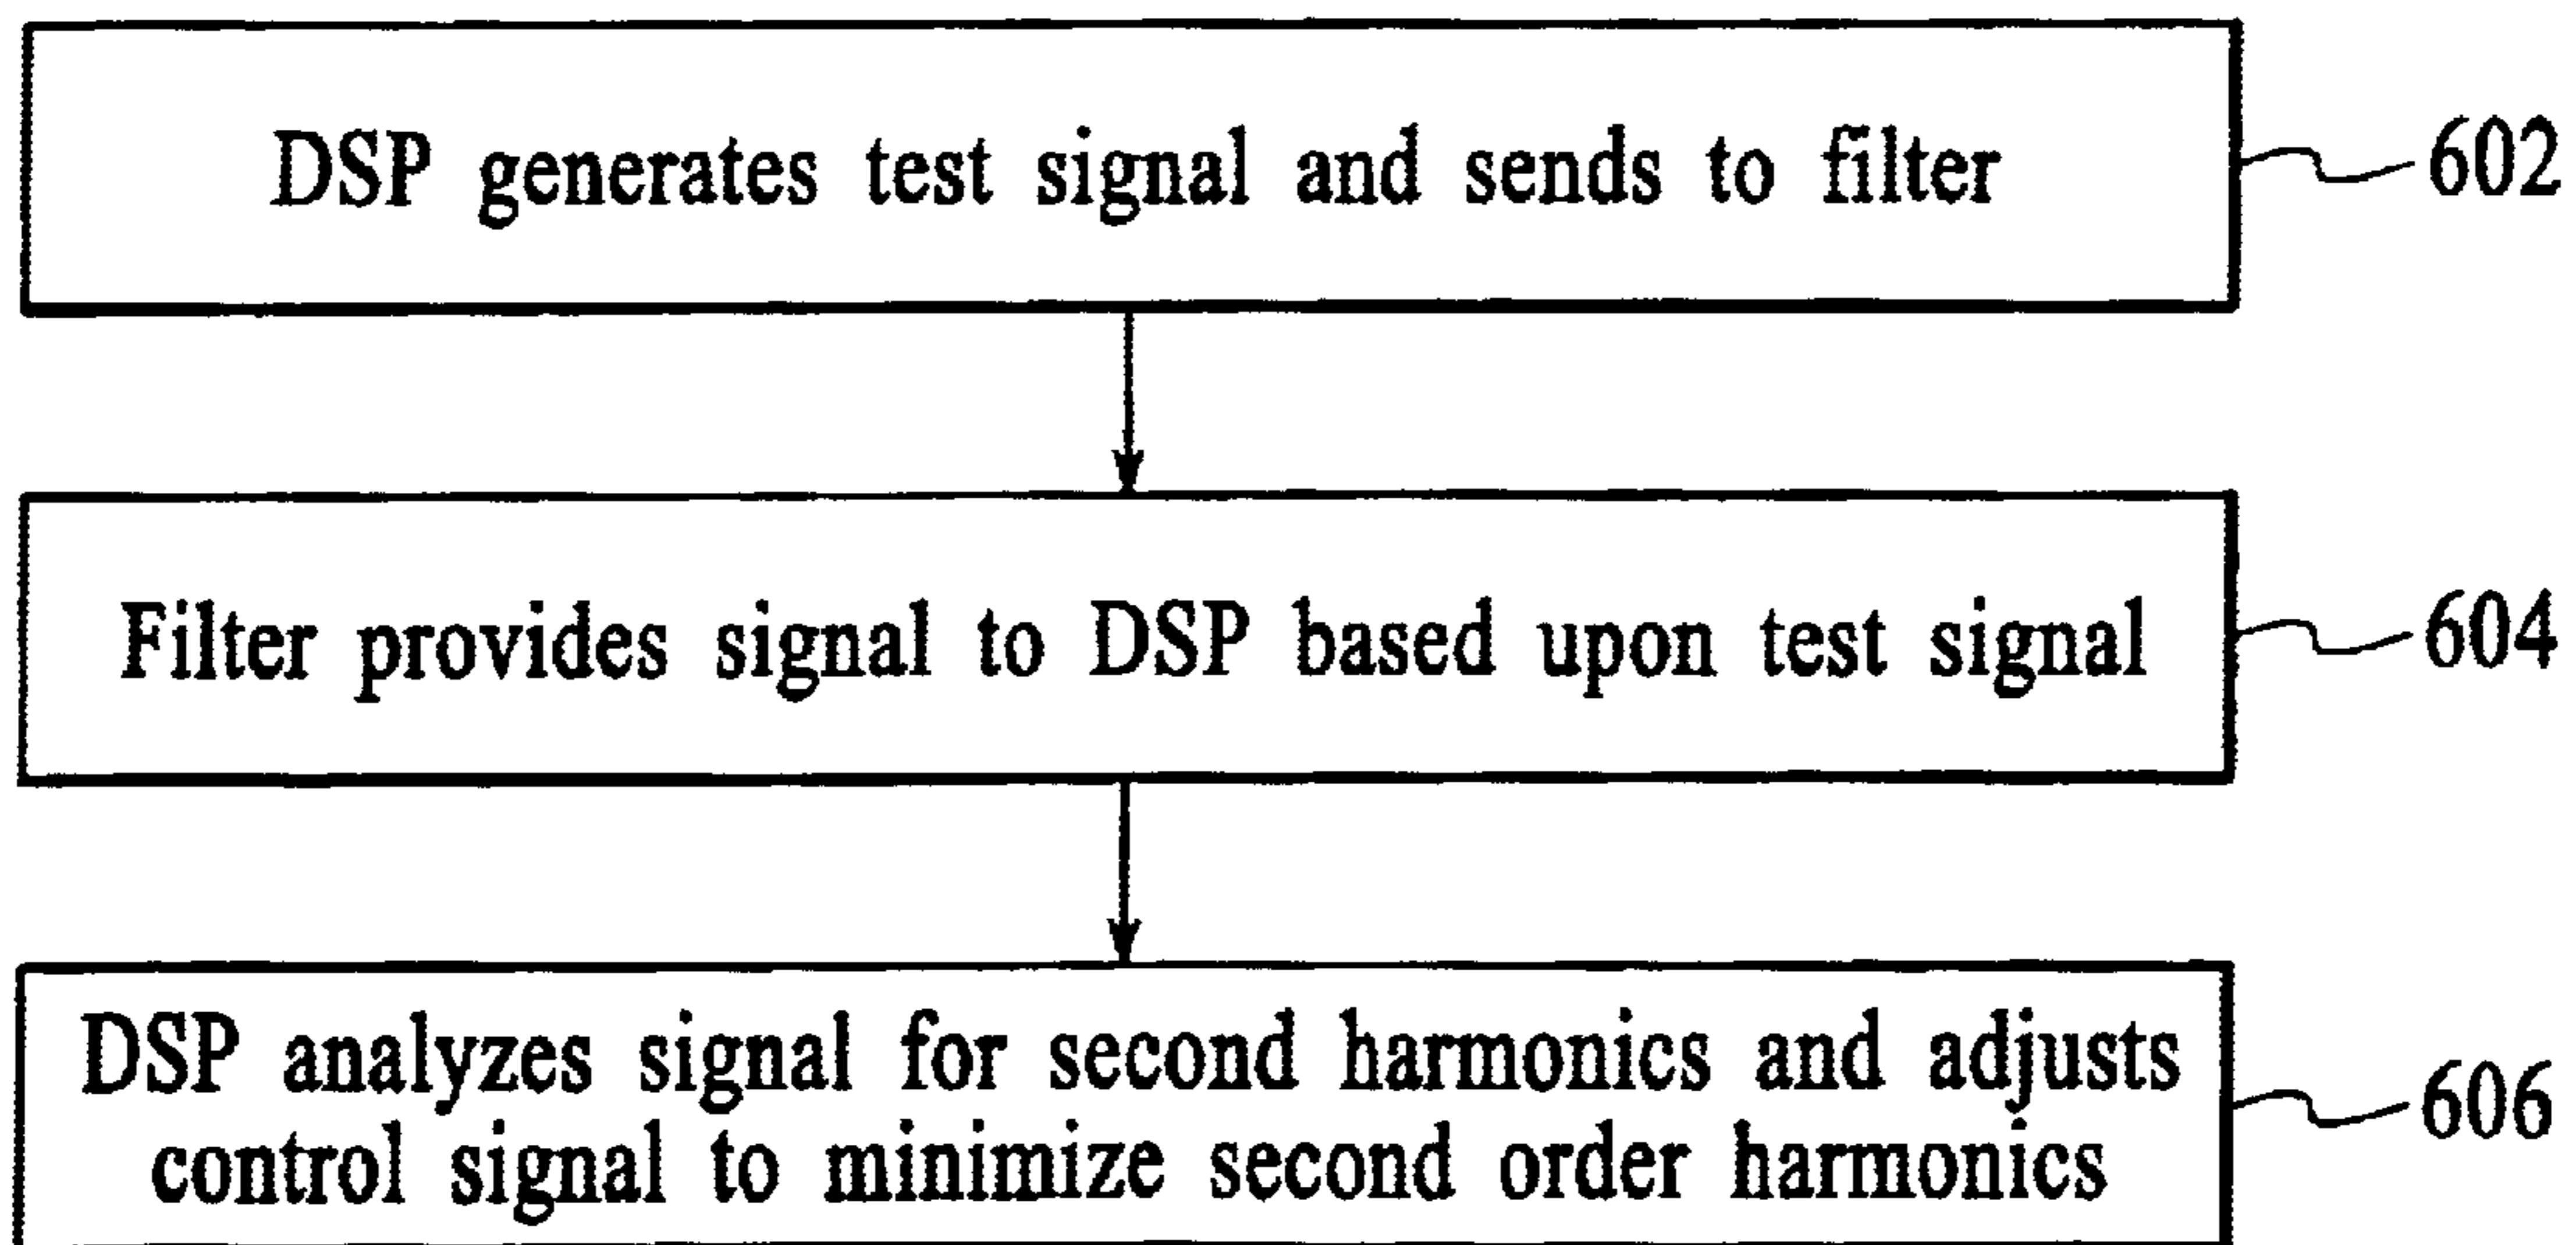 DSP generates test signal and sends to filter
602
Filter provides signal to DSP based upon test signal
604
DSP analyzes signal for second harmonics and adjusts
control signal to minimize second order harmonics
606